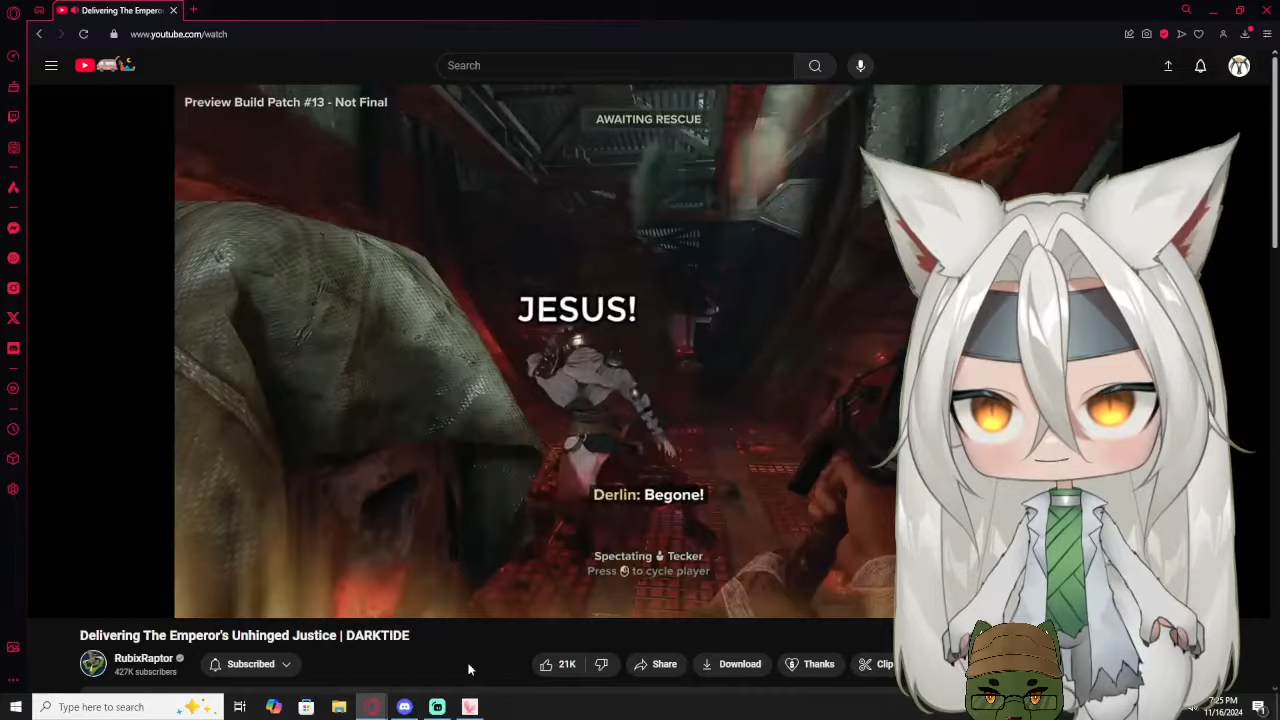 Delivering The Empero
www.youtube.com/watch
Search
Preview Build Patch #13 - Not Final
AWAITING RESCUE
JESUS!
Derlin: Begone!
Spectating Tecker
Press to cycle player
Delivering The Emperor's Unhinged Justice | DARKTIDE
RubixRaptor
427K subscribers
Subscribed
21K
Share
Download
Thanks
Clip
Type here to search
7:25 PM
11/16/2024